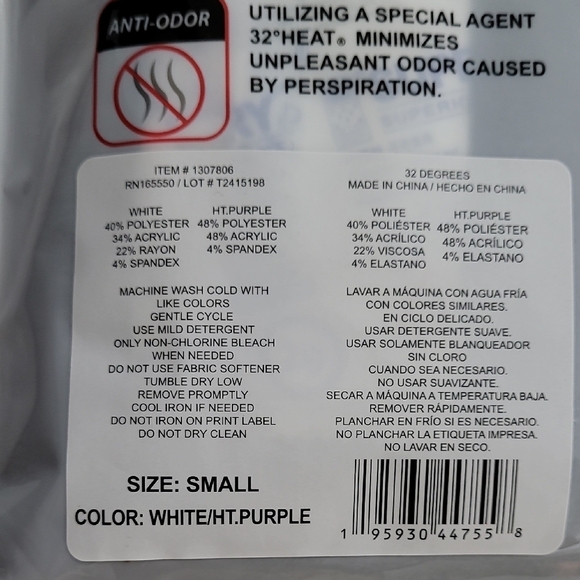 ANTI-ODOR
UTILIZING A SPECIAL AGENT
32°HEAT® MINIMIZES
UNPLEASANT ODOR CAUSED
BY PERSPIRATION.
ITEM # 1307806
RN165550 / LOT # T2415198
WHITE
40% POLYESTER
34% ACRYLIC
22% RAYON
4% SPANDEX
HT.PURPLE
48% POLYESTER
48% ACRYLIC
4% SPANDEX
MACHINE WASH COLD WITH
LIKE COLORS
GENTLE CYCLE
USE MILD DETERGENT
ONLY NON-CHLORINE BLEACH
WHEN NEEDED
DO NOT USE FABRIC SOFTENER
TUMBLE DRY LOW
REMOVE PROMPTLY
COOL IRON IF NEEDED
DO NOT IRON ON PRINT LABEL
DO NOT DRY CLEAN
32 DEGREES
MADE IN CHINA / HECHO EN CHINA
WHITE
40% POLIÉSTER
34% ACRÍLICO
22% VISCOSA
4% ELASTANO
HT.PURPLE
48% POLIÉSTER
48% ACRÍLICO
4% ELASTANO
LAVAR A MÁQUINA CON AGUA FRÍA
CON COLORES SIMILARES.
EN CICLO DELICADO.
USAR DETERGENTE SUAVE.
USAR SOLAMENTE BLANQUEADOR
SIN CLORO
CUANDO SEA NECESARIO.
NO USAR SUAVIZANTE.
SECAR A MÁQUINA A TEMPERATURA BAJA.
REMOVER RÁPIDAMENTE.
PLANCHAR EN FRÍO SI ES NECESARIO.
NO PLANCHAR LA ETIQUETA IMPRESA.
NO LAVAR EN SECO.
SIZE: SMALL
COLOR: WHITE/HT.PURPLE
1 95930 44755 8